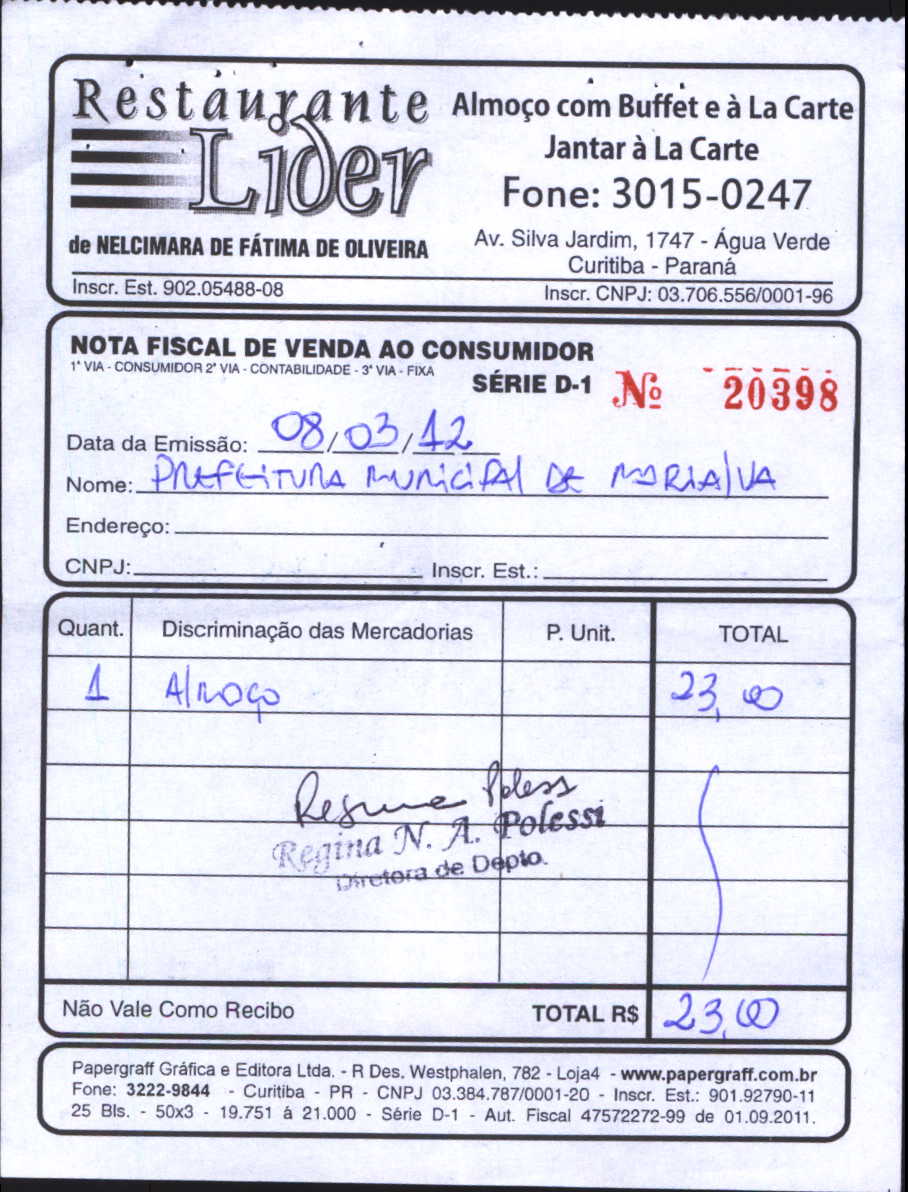 Restaurante
Líder
Almoço com Buffet e à La Carte
Jantar à La Carte
Fone: 3015-0247
de NELCIMARA DE FÁTIMA DE OLIVEIRA
Av. Silva Jardim, 1747 - Água Verde
Curitiba - Paraná
Inscr. Est. 902.05488-08
Inscr. CNPJ: 03.706.556/0001-96
NOTA FISCAL DE VENDA AO CONSUMIDOR
1ª VIA - CONSUMIDOR 2ª VIA - CONTABILIDADE - 3ª VIA - FIXA
SÉRIE D-1 Nº 20398
Data da Emissão: 08/03/12
Nome: PREFEITURA MUNICIPAL DE MARIALVA
Endereço:
CNPJ: Inscr. Est.:
Quant. Discriminação das Mercadorias P. Unit. TOTAL
1 Almoço 23,00
Regina Poless
Regina N. A. Polessi
Diretora de Depto.
Não Vale Como Recibo TOTAL R$ 23,00
Papergraff Gráfica e Editora Ltda. - R Des. Westphalen, 782 - Loja4 - www.papergraff.com.br
Fone: 3222-9844 - Curitiba - PR - CNPJ 03.384.787/0001-20 - Inscr. Est.: 901.92790-11
25 Bls. - 50x3 - 19.751 á 21.000 - Série D-1 - Aut. Fiscal 47572272-99 de 01.09.2011.